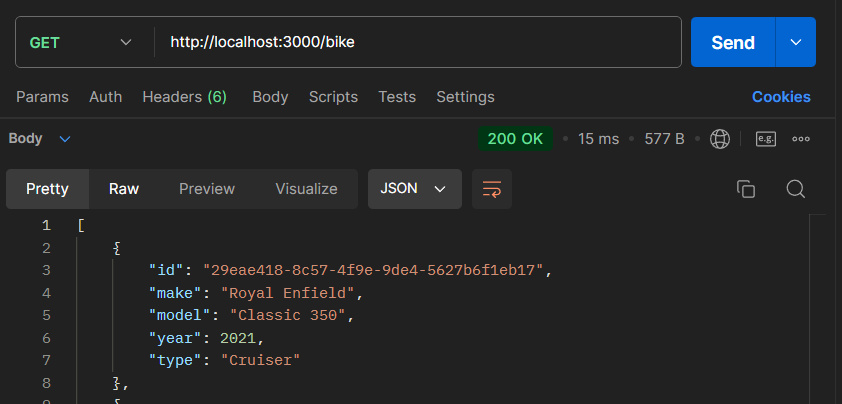 GET http://localhost:3000/bike Send
Params Auth Headers (6) Body Scripts Tests Settings Cookies
Body 200 OK 15 ms 577 B e.g.
Pretty Raw Preview Visualize JSON
1 [
2 {
3 "id": "29eae418-8c57-4f9e-9de4-5627b6f1eb17",
4 "make": "Royal Enfield",
5 "model": "Classic 350",
6 "year": 2021,
7 "type": "Cruiser"
8 },
9 {